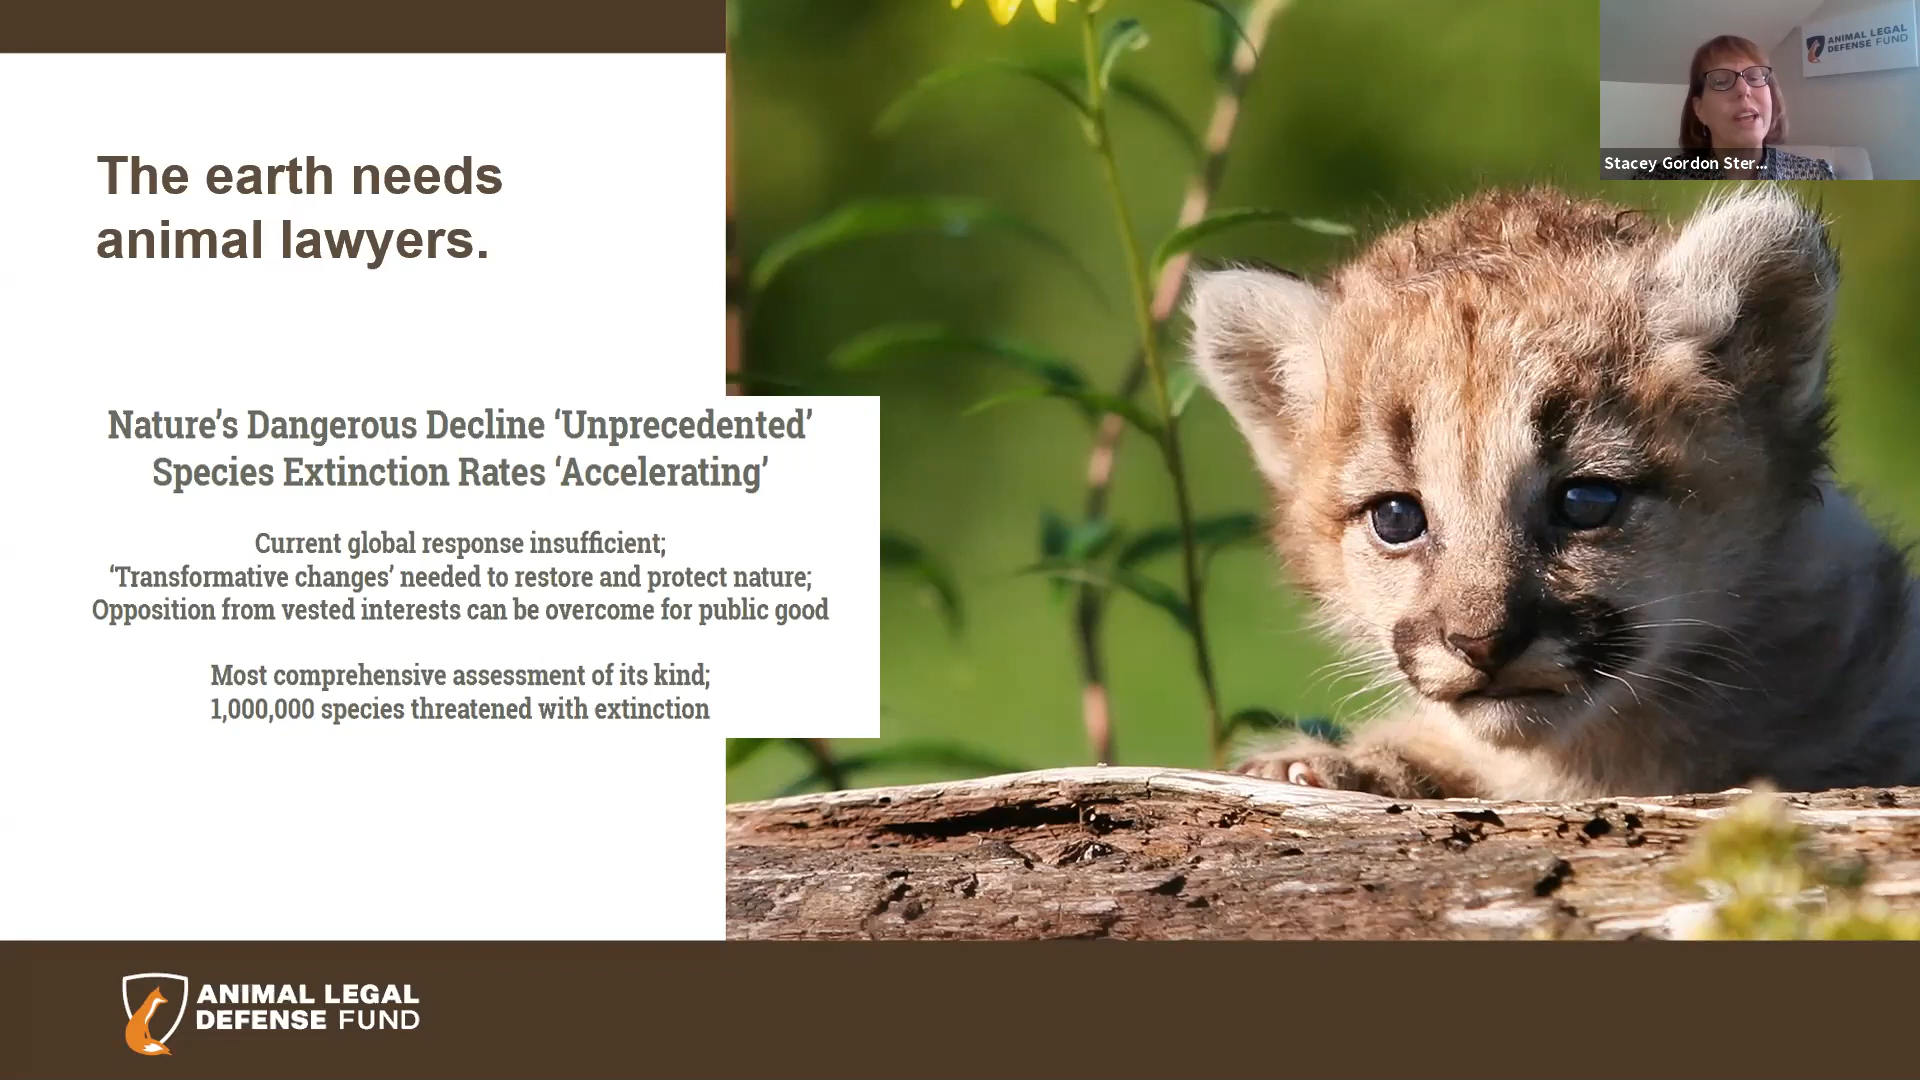 The earth needs
animal lawyers.
Nature’s Dangerous Decline ‘Unprecedented’
Species Extinction Rates ‘Accelerating’
Current global response insufficient;
‘Transformative changes’ needed to restore and protect nature;
Opposition from vested interests can be overcome for public good
Most comprehensive assessment of its kind;
1,000,000 species threatened with extinction
ANIMAL LEGAL
DEFENSE FUND
Stacey Gordon Ster...
ANIMAL LEGAL
DEFENSE FUND